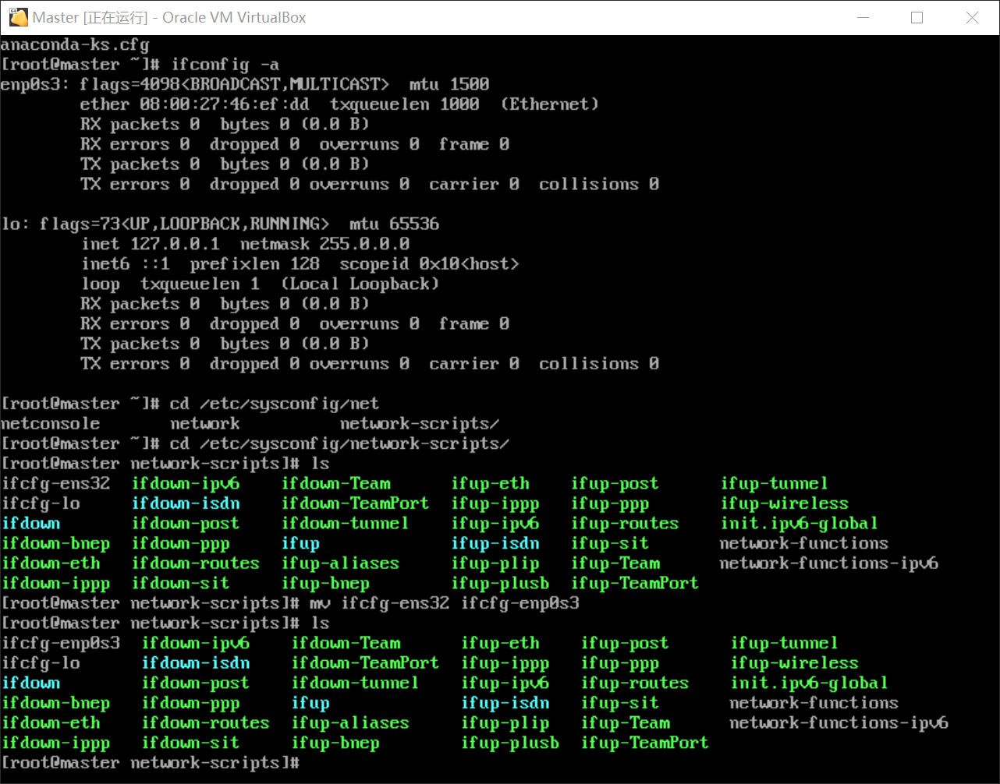 Master [正在运行] - Oracle VM VirtualBox
anaconda-ks.cfg
[root@master ~]# ifconfig -a
enp0s3: flags=4098<BROADCAST,MULTICAST>  mtu 1500
        ether 08:00:27:46:ef:dd  txqueuelen 1000  (Ethernet)
        RX packets 0  bytes 0 (0.0 B)
        RX errors 0  dropped 0  overruns 0  frame 0
        TX packets 0  bytes 0 (0.0 B)
        TX errors 0  dropped 0 overruns 0  carrier 0  collisions 0
lo: flags=73<UP,LOOPBACK,RUNNING>  mtu 65536
        inet 127.0.0.1  netmask 255.0.0.0
        inet6 ::1  prefixlen 128  scopeid 0x10<host>
        loop  txqueuelen 1  (Local Loopback)
        RX packets 0  bytes 0 (0.0 B)
        RX errors 0  dropped 0  overruns 0  frame 0
        TX packets 0  bytes 0 (0.0 B)
        TX errors 0  dropped 0 overruns 0  carrier 0  collisions 0
[root@master ~]# cd /etc/sysconfig/net
netconsole       network          network-scripts/
[root@master ~]# cd /etc/sysconfig/network-scripts/
[root@master network-scripts]# ls
ifcfg-ens32  ifdown-ipv6    ifdown-Team      ifup-eth    ifup-post      ifup-tunnel
ifcfg-lo     ifdown-isdn    ifdown-TeamPort  ifup-ippp   ifup-ppp       ifup-wireless
ifdown       ifdown-post    ifdown-tunnel    ifup-ipv6   ifup-routes    init.ipv6-global
ifdown-bnep  ifdown-ppp     ifup             ifup-isdn   ifup-sit       network-functions
ifdown-eth   ifdown-routes  ifup-aliases     ifup-plip   ifup-Team      network-functions-ipv6
ifdown-ippp  ifdown-sit     ifup-bnep        ifup-plusb  ifup-TeamPort
[root@master network-scripts]# mv ifcfg-ens32 ifcfg-enp0s3
[root@master network-scripts]# ls
ifcfg-enp0s3  ifdown-ipv6    ifdown-Team      ifup-eth    ifup-post      ifup-tunnel
ifcfg-lo      ifdown-isdn    ifdown-TeamPort  ifup-ippp   ifup-ppp       ifup-wireless
ifdown        ifdown-post    ifdown-tunnel    ifup-ipv6   ifup-routes    init.ipv6-global
ifdown-bnep   ifdown-ppp     ifup             ifup-isdn   ifup-sit       network-functions
ifdown-eth    ifdown-routes  ifup-aliases     ifup-plip   ifup-Team      network-functions-ipv6
ifdown-ippp   ifdown-sit     ifup-bnep        ifup-plusb  ifup-TeamPort
[root@master network-scripts]#